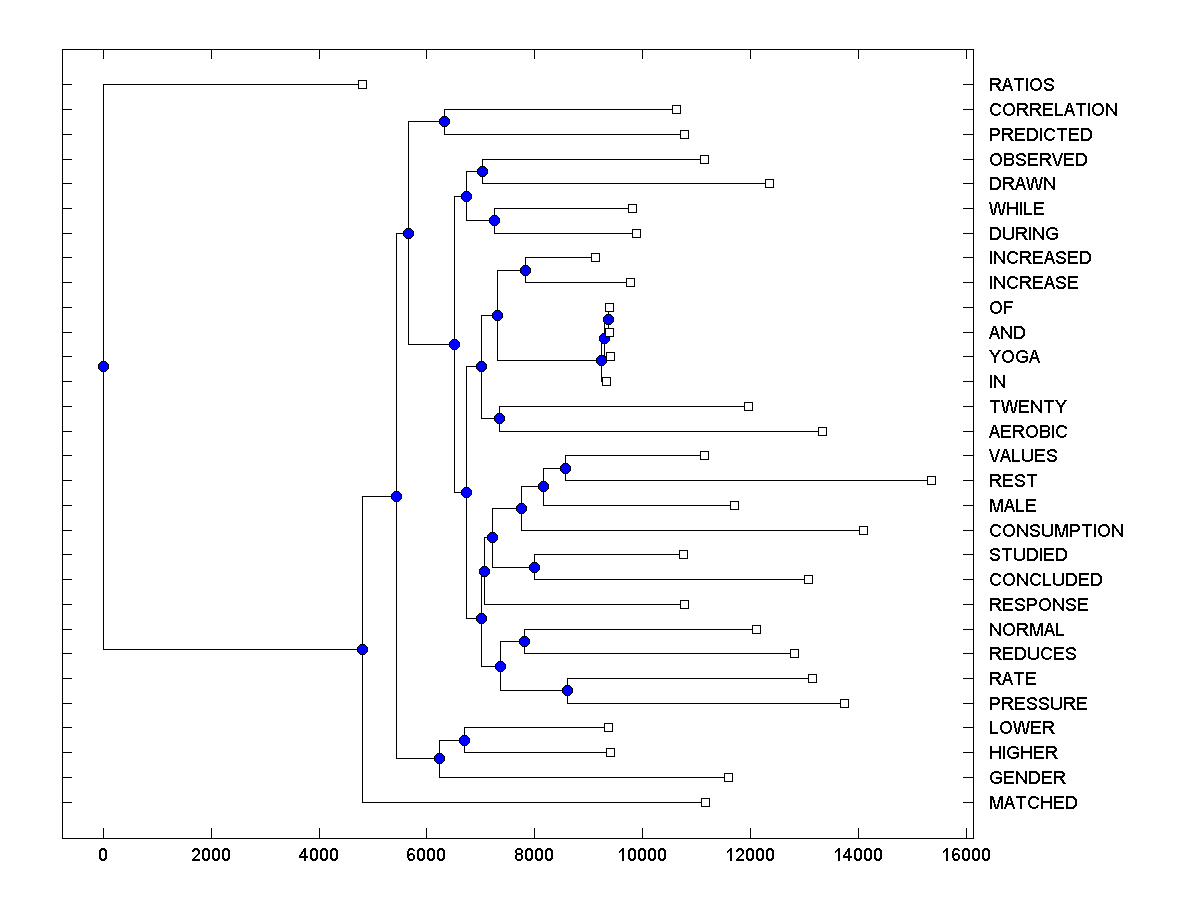 RATIOS
CORRELATION
PREDICTED
OBSERVED
DRAWN
WHILE
DURING
INCREASED
INCREASE
OF
AND
YOGA
IN
TWENTY
AEROBIC
VALUES
REST
MALE
CONSUMPTION
STUDIED
CONCLUDED
RESPONSE
NORMAL
REDUCES
RATE
PRESSURE
LOWER
HIGHER
GENDER
MATCHED
0 2000 4000 6000 8000 10000 12000 14000 16000